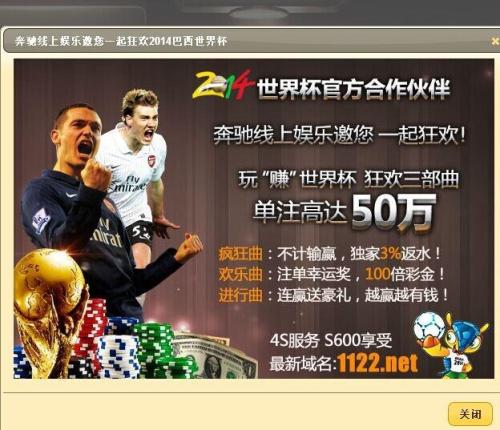 奔驰线上娱乐邀您一起狂欢2014巴西世界杯
2014 世界杯官方合作伙伴
奔驰线上娱乐邀您 一起狂欢!
玩“赚”世界杯 狂欢三部曲
单注高达50万
疯狂曲：不计输赢，独家3%返水！
欢乐曲：注单幸运奖，100倍彩金！
进行曲：连赢送豪礼，越赢越有钱！
4S服务 S600享受
最新域名:1122.net
Fly
Emirates
Fly
Emirates
关闭